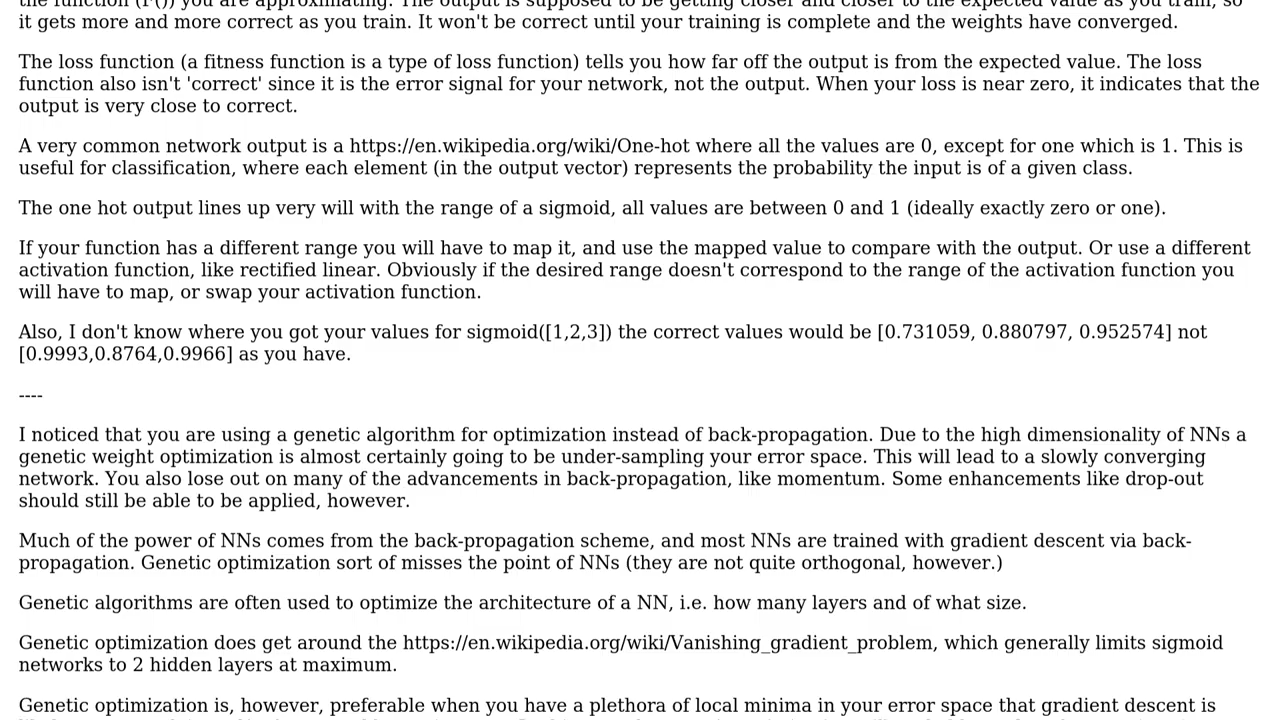 the function (F()) you are approximating. The output is supposed to be getting closer and closer to the expected value as you train, so
it gets more and more correct as you train. It won't be correct until your training is complete and the weights have converged.
The loss function (a fitness function is a type of loss function) tells you how far off the output is from the expected value. The loss
function also isn't 'correct' since it is the error signal for your network, not the output. When your loss is near zero, it indicates that the
output is very close to correct.
A very common network output is a https://en.wikipedia.org/wiki/One-hot where all the values are 0, except for one which is 1. This is
useful for classification, where each element (in the output vector) represents the probability the input is of a given class.
The one hot output lines up very will with the range of a sigmoid, all values are between 0 and 1 (ideally exactly zero or one).
If your function has a different range you will have to map it, and use the mapped value to compare with the output. Or use a different
activation function, like rectified linear. Obviously if the desired range doesn't correspond to the range of the activation function you
will have to map, or swap your activation function.
Also, I don't know where you got your values for sigmoid([1,2,3]) the correct values would be [0.731059, 0.880797, 0.952574] not
[0.9993,0.8764,0.9966] as you have.
----
I noticed that you are using a genetic algorithm for optimization instead of back-propagation. Due to the high dimensionality of NNs a
genetic weight optimization is almost certainly going to be under-sampling your error space. This will lead to a slowly converging
network. You also lose out on many of the advancements in back-propagation, like momentum. Some enhancements like drop-out
should still be able to be applied, however.
Much of the power of NNs comes from the back-propagation scheme, and most NNs are trained with gradient descent via back-
propagation. Genetic optimization sort of misses the point of NNs (they are not quite orthogonal, however.)
Genetic algorithms are often used to optimize the architecture of a NN, i.e. how many layers and of what size.
Genetic optimization does get around the https://en.wikipedia.org/wiki/Vanishing_gradient_problem, which generally limits sigmoid
networks to 2 hidden layers at maximum.
Genetic optimization is, however, preferable when you have a plethora of local minima in your error space that gradient descent is